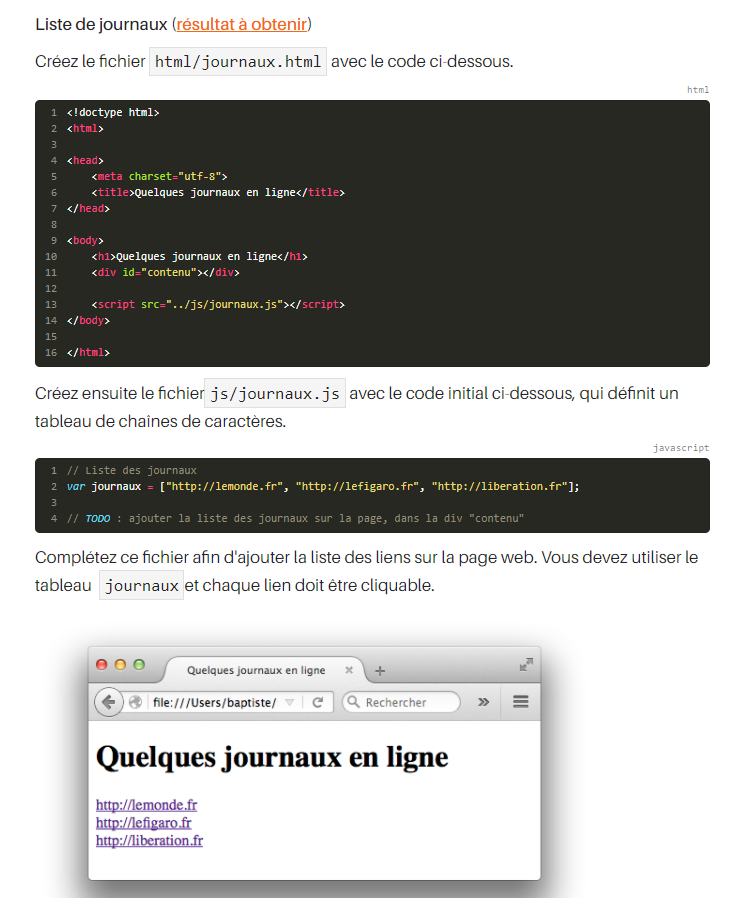 Liste de journaux (résultat à obtenir)
Créez le fichier html/journaux.html avec le code ci-dessous.
html
1 <!doctype html>
2 <html>
3
4 <head>
5     <meta charset="utf-8">
6     <title>Quelques journaux en ligne</title>
7 </head>
8
9 <body>
10     <h1>Quelques journaux en ligne</h1>
11     <div id="contenu"></div>
12
13     <script src="../js/journaux.js"></script>
14 </body>
15
16 </html>
Créez ensuite le fichier js/journaux.js avec le code initial ci-dessous, qui définit un
tableau de chaînes de caractères.
javascript
1 // Liste des journaux
2 var journaux = ["http://lemonde.fr", "http://lefigaro.fr", "http://liberation.fr"];
3
4 // TODO : ajouter la liste des journaux sur la page, dans la div "contenu"
Complétez ce fichier afin d'ajouter la liste des liens sur la page web. Vous devez utiliser le
tableau journaux et chaque lien doit être cliquable.
Quelques journaux en ligne
file:///Users/baptiste/
Rechercher
Quelques journaux en ligne
http://lemonde.fr
http://lefigaro.fr
http://liberation.fr